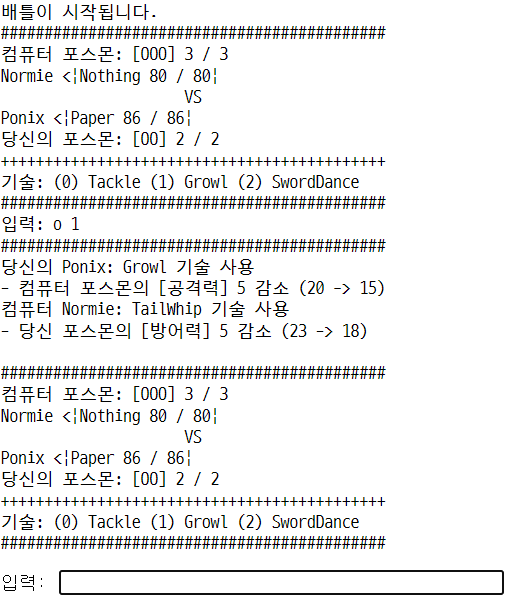 배틀이 시작됩니다.
############################################
컴퓨터 포스몬: [OOO] 3 / 3
Normie <¦Nothing 80 / 80¦
VS
Ponix <¦Paper 86 / 86¦
당신의 포스몬: [OO] 2 / 2
++++++++++++++++++++++++++++++++++++++++++++
기술: (0) Tackle (1) Growl (2) SwordDance
############################################
입력: o 1
############################################
당신의 Ponix: Growl 기술 사용
- 컴퓨터 포스몬의 [공격력] 5 감소 (20 -> 15)
컴퓨터 Normie: TailWhip 기술 사용
- 당신 포스몬의 [방어력] 5 감소 (23 -> 18)
############################################
컴퓨터 포스몬: [OOO] 3 / 3
Normie <¦Nothing 80 / 80¦
VS
Ponix <¦Paper 86 / 86¦
당신의 포스몬: [OO] 2 / 2
++++++++++++++++++++++++++++++++++++++++++++
기술: (0) Tackle (1) Growl (2) SwordDance
############################################
입력: